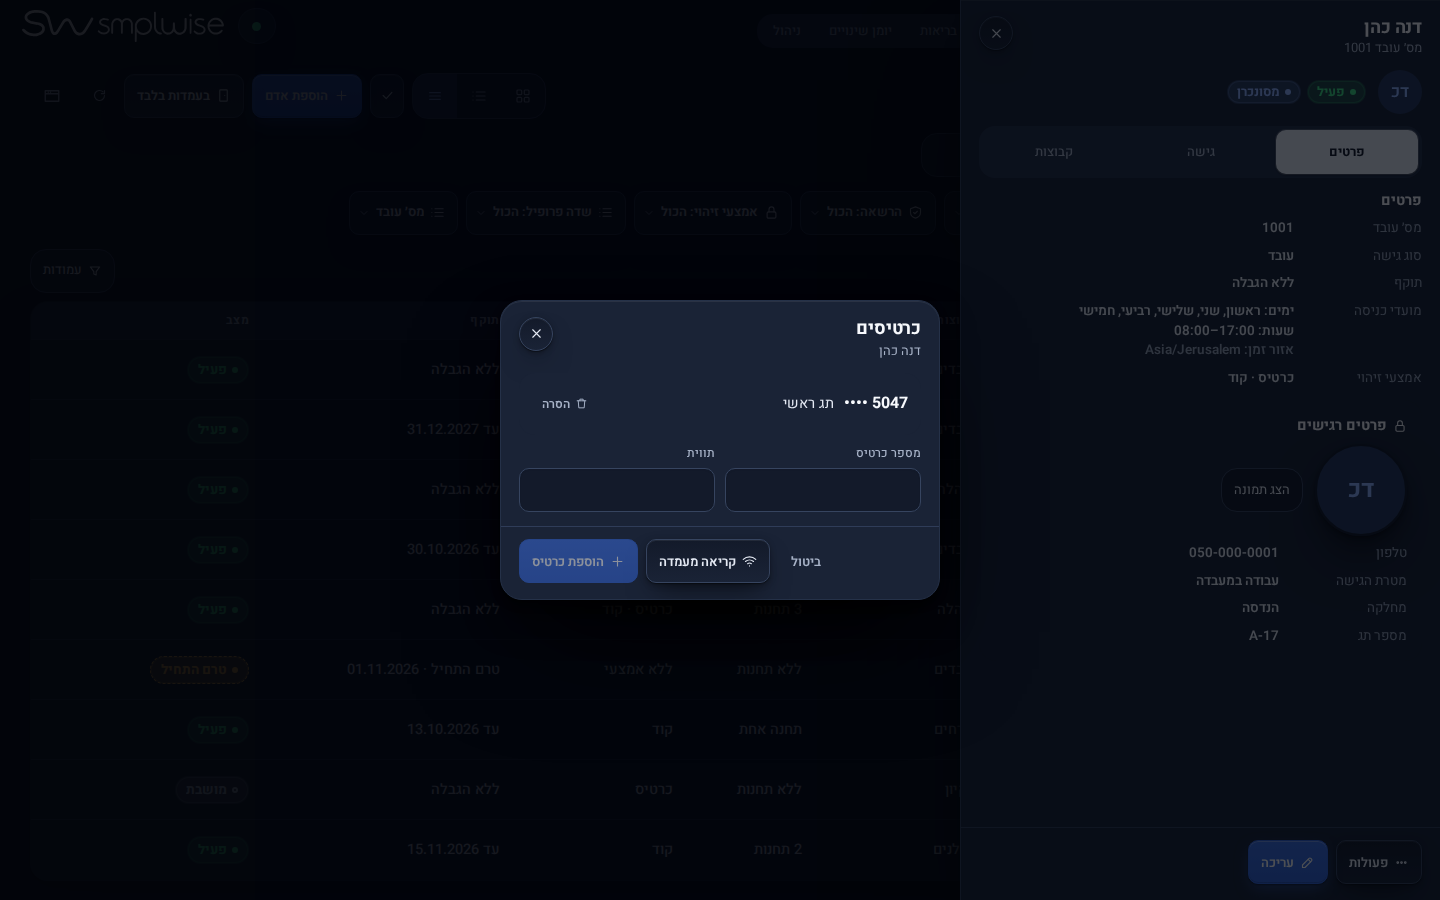 smplwise
ניהול
יומן שינויים
בריאות
הוספת אדם
בעמדות בלבד
הרשאה: הכול
אמצעי זיהוי: הכול
שדה פרופיל: הכול
מס' עובד
עמודות
תוקף
מצב
ללא הגבלה
פעיל
עד 31.12.2027
פעיל
ללא הגבלה
פעיל
עד 30.10.2026
פעיל
3 תחנות
כרטיס · קוד
ללא הגבלה
פעיל
ללא תחנות
ללא אמצעי
טרם התחיל · 01.11.2026
טרם התחיל
תחנה אחת
קוד
עד 13.10.2026
פעיל
ללא תחנות
כרטיס
ללא הגבלה
מושבת
2 תחנות
קוד
עד 15.11.2026
פעיל
דנה כהן
מס' עובד 1001
דכ
פעיל
מסונכרן
פרטים
גישה
קבוצות
פרטים
מס' עובד
1001
סוג גישה
עובד
תוקף
ללא הגבלה
מועדי כניסה
ימים: ראשון, שני, שלישי, רביעי, חמישי
שעות: 08:00–17:00
אזור זמן: Asia/Jerusalem
אמצעי זיהוי
כרטיס · קוד
פרטים רגישים
דכ
הצג תמונה
טלפון
050-000-0001
מטרת הגישה
עבודה במעבדה
מחלקה
הנדסה
מספר תג
A-17
פעולות
עריכה
כרטיסים
דנה כהן
•••• 5047
תג ראשי
הסרה
מספר כרטיס
תווית
ביטול
קריאה מעמדה
הוספת כרטיס